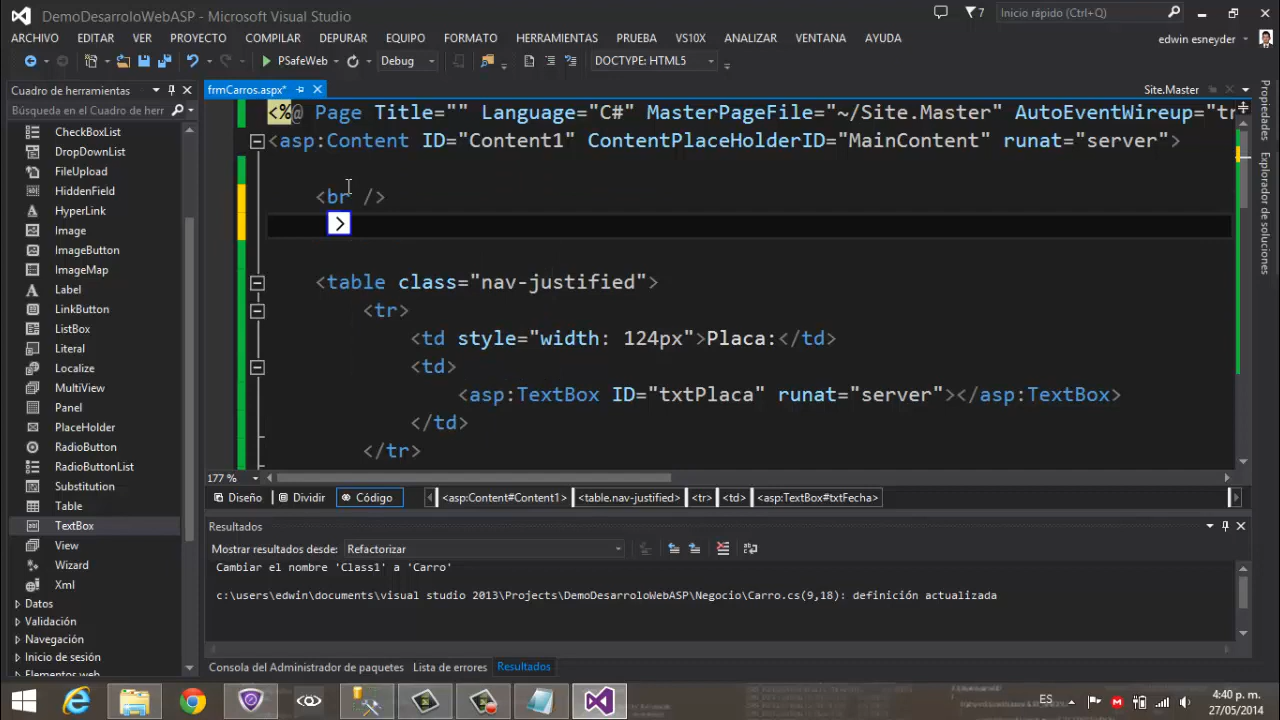 DemoDesarroloWebASP - Microsoft Visual Studio
7
Inicio rápido (Ctrl+Q)
ARCHIVO EDITAR VER PROYECTO COMPILAR DEPURAR EQUIPO FORMATO HERRAMIENTAS PRUEBA VS10X ANALIZAR VENTANA AYUDA
edwin esneyder
PSafeWeb Debug DOCTYPE: HTML5
Cuadro de herramientas
frmCarros.aspx*
Site.Master
Búsqueda en el Cuadro de herr
CheckBoxList
DropDownList
FileUpload
HiddenField
HyperLink
Image
ImageButton
ImageMap
Label
LinkButton
ListBox
Literal
Localize
MultiView
Panel
PlaceHolder
RadioButton
RadioButtonList
Substitution
Table
TextBox
View
Wizard
Xml
Datos
Validación
Navegación
Inicio de sesión
Elementos web
<%@ Page Title="" Language="C#" MasterPageFile="~/Site.Master" AutoEventWireup="tr
<asp:Content ID="Content1" ContentPlaceHolderID="MainContent" runat="server">
<br />
>
<table class="nav-justified">
<tr>
<td style="width: 124px">Placa:</td>
<td>
<asp:TextBox ID="txtPlaca" runat="server"></asp:TextBox>
</td>
</tr>
177 %
Diseño Dividir Código <asp:Content#Content1> <table.nav-justified> <tr> <td> <asp:TextBox#txtFecha>
Resultados
Mostrar resultados desde: Refactorizar
Cambiar el nombre 'Class1' a 'Carro'
c:\users\edwin\documents\visual studio 2013\Projects\DemoDesarroloWebASP\Negocio\Carro.cs(9,18): definición actualizada
Consola del Administrador de paquetes Lista de errores Resultados
Propiedades
Explorador de soluciones
ES
4:40 p. m.
27/05/2014